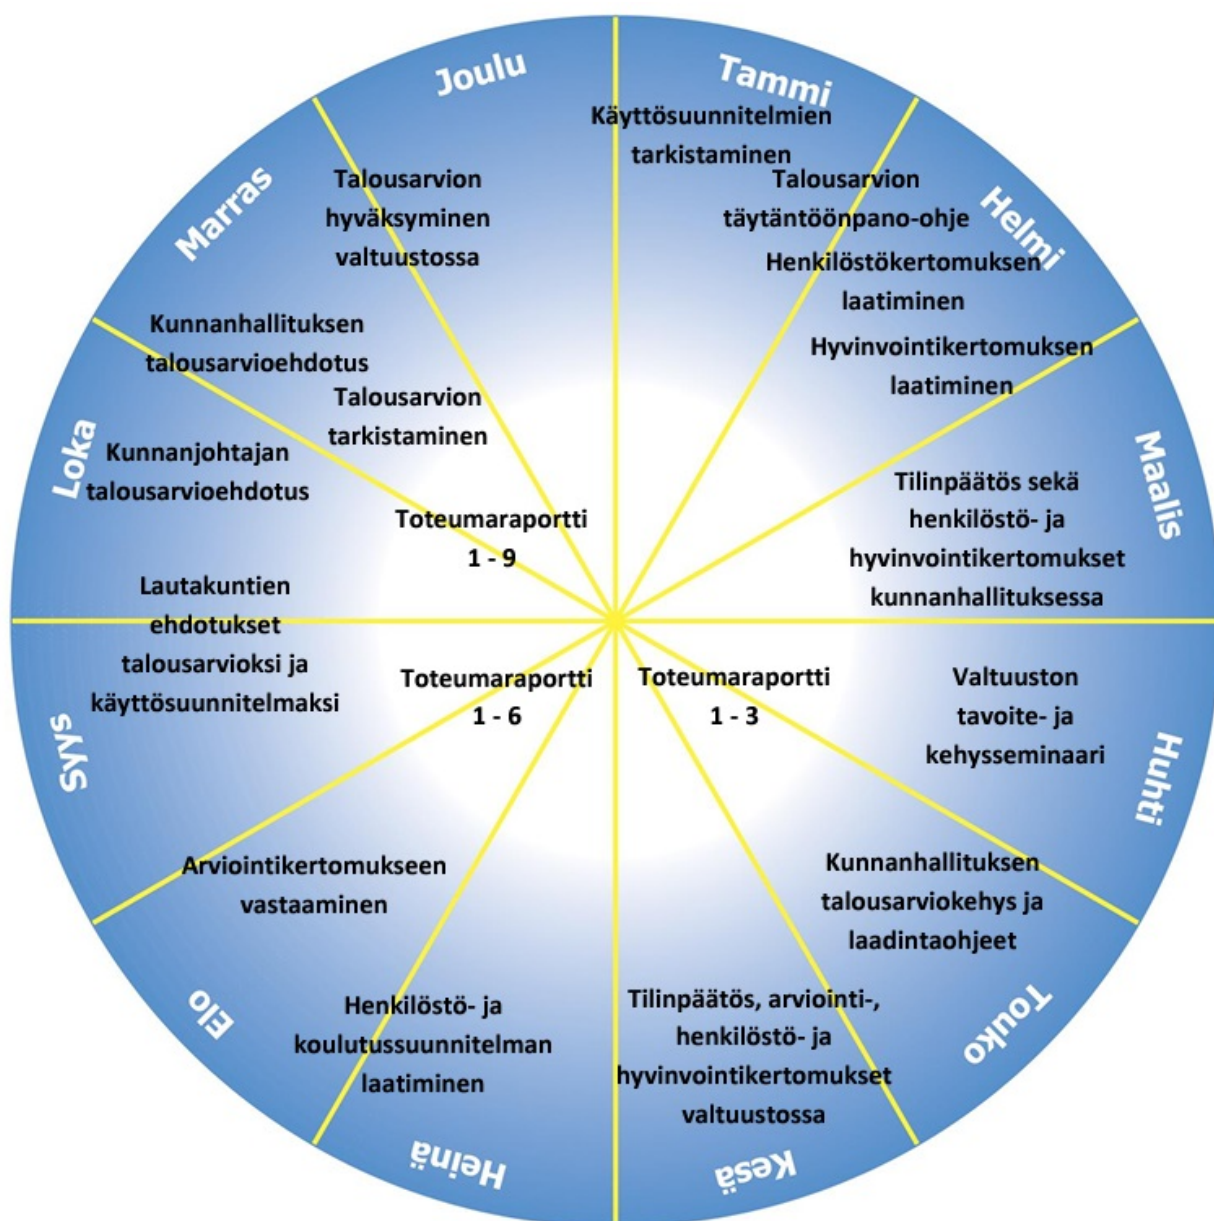 Tammi
Käyttösuunnitelmien
tarkistaminen
Talousarvion
täytäntöönpano-ohje
Helmi
Henkilöstökertomuksen
laatiminen
Hyvinvointikertomuksen
laatiminen
Maalis
Tilinpäätös sekä
henkilöstö- ja
hyvinvointikertomukset
kunnanhallituksessa
Huhti
Valtuuston
tavoite- ja
kehysseminaari
Toteumaraportti
1 - 3
Touko
Kunnanhallituksen
talousarviokehys ja
laadintaohjeet
Kesä
Tilinpäätös, arviointi-,
henkilöstö- ja
hyvinvointikertomukset
valtuustossa
Heinä
Henkilöstö- ja
koulutussuunnitelman
laatiminen
Elo
Arviointikertomukseen
vastaaminen
Toteumaraportti
1 - 6
Syys
Lautakuntien
ehdotukset
talousarvioksi ja
käyttösuunnitelmaksi
Loka
Kunnanjohtajan
talousarvioehdotus
Toteumaraportti
1 - 9
Marras
Kunnanhallituksen
talousarvioehdotus
Talousarvion
tarkistaminen
Joulu
Talousarvion
hyväksyminen
valtuustossa